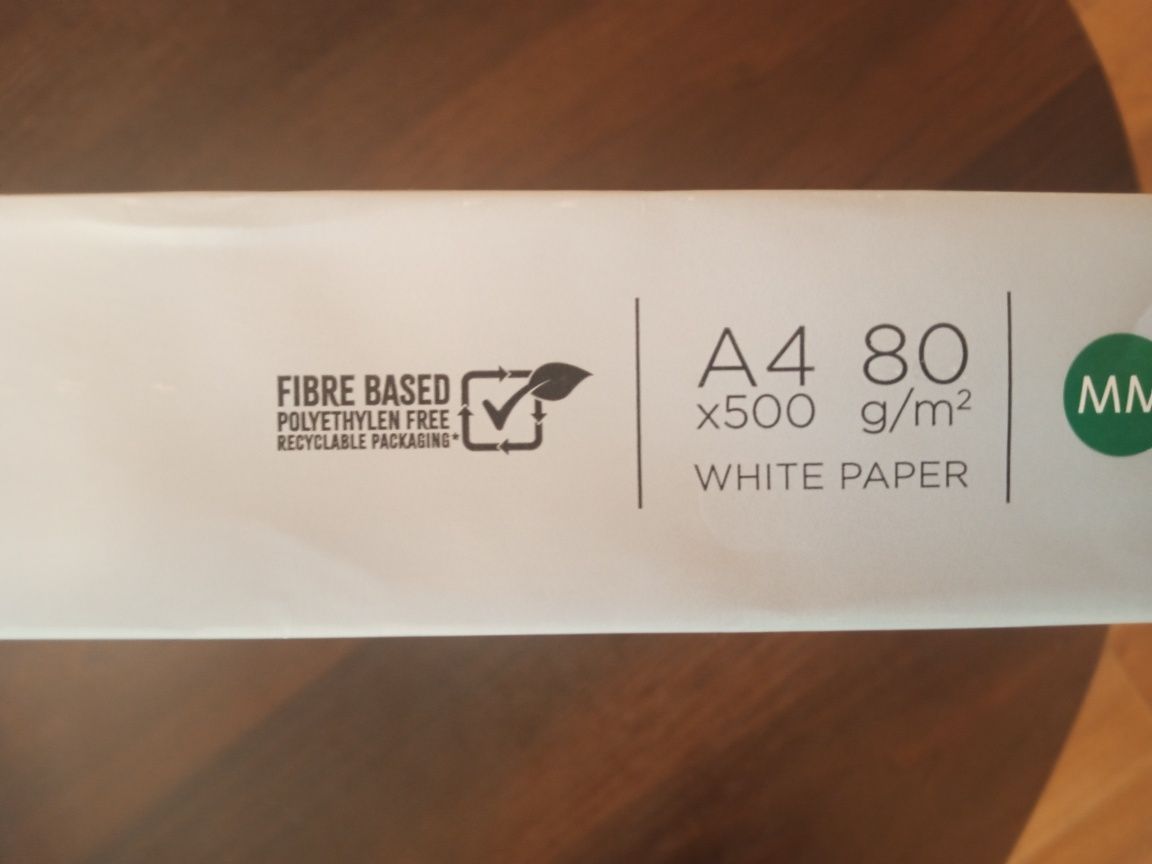 FIBRE BASED
POLYETHYLEN FREE
RECYCLABLE PACKAGING*
A4 80
x500 g/m²
WHITE PAPER
MM